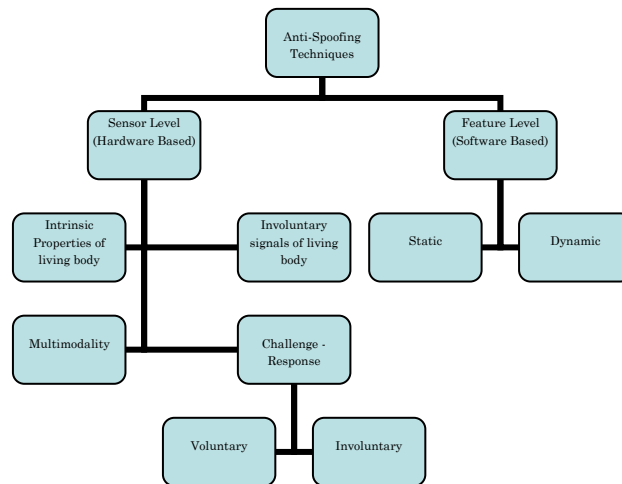 Anti-Spoofing
Techniques
Sensor Level
(Hardware Based)
Feature Level
(Software Based)
Intrinsic
Properties of
living body
Involuntary
signals of living
body
Static
Dynamic
Multimodality
Challenge -
Response
Voluntary
Involuntary